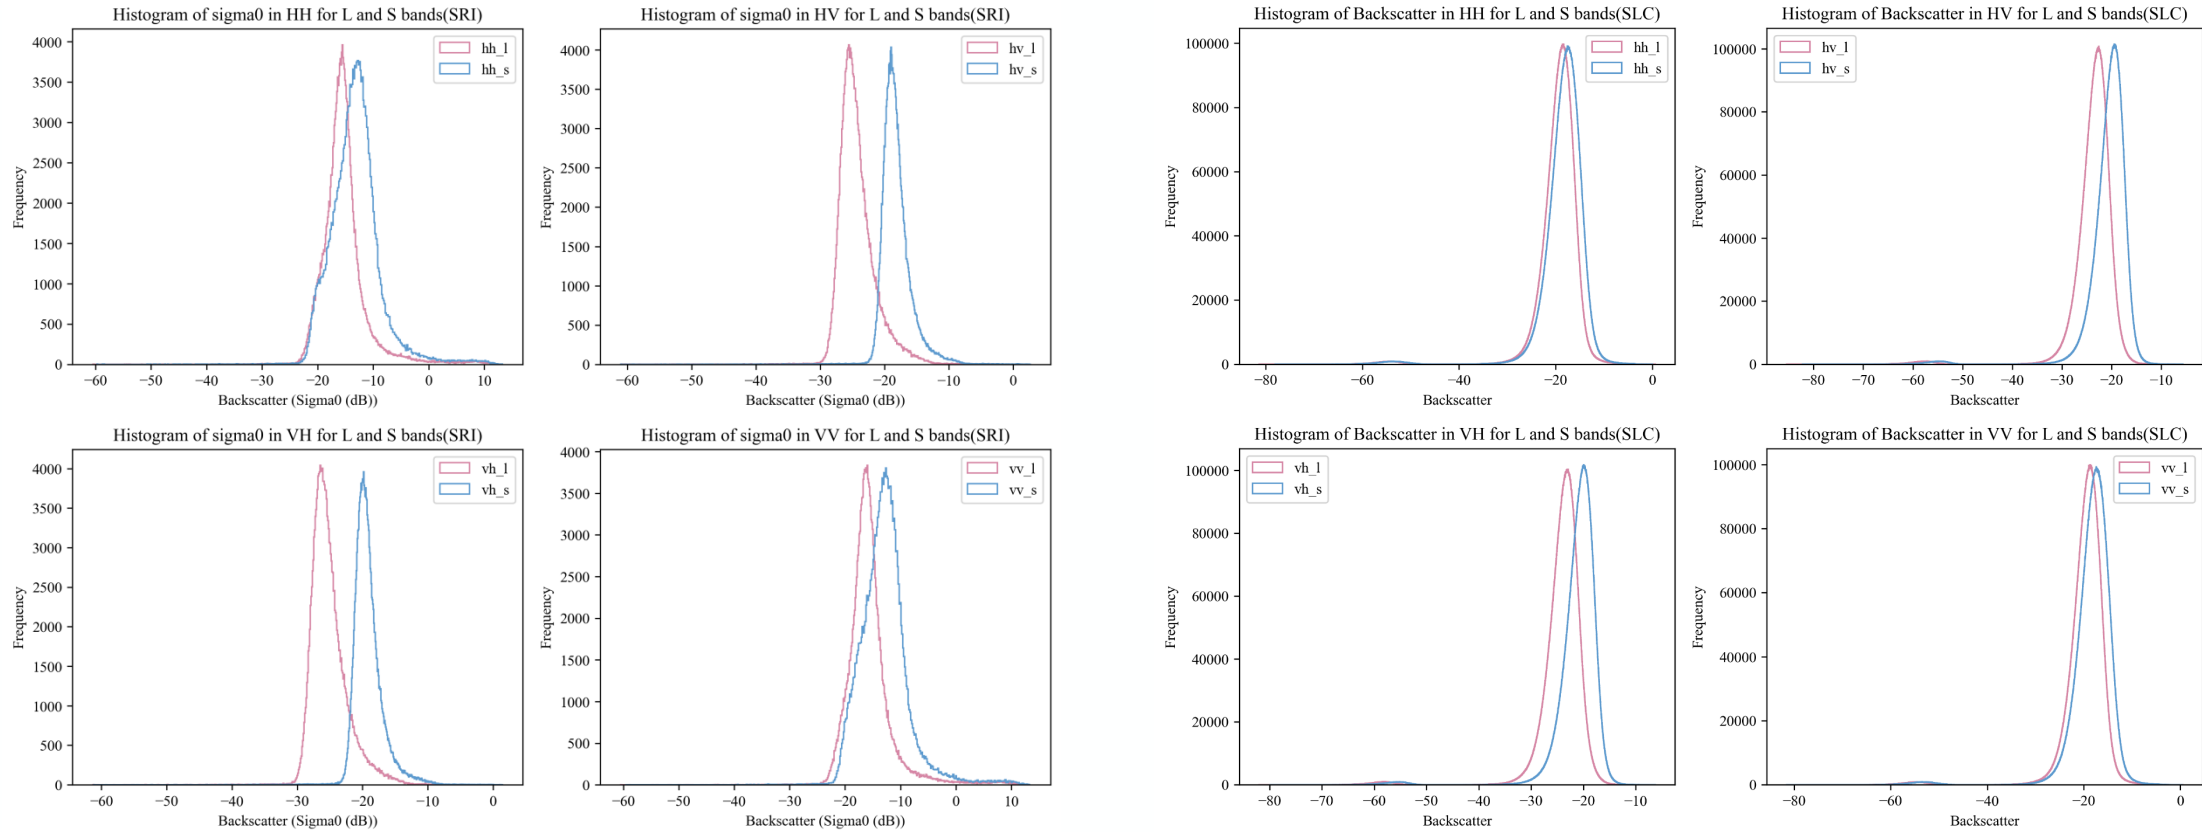 Histogram of sigma0 in HH for L and S bands(SRI)
hh_l
hh_s
4000
3500
3000
2500
2000
1500
1000
500
0
Frequency
−60 −50 −40 −30 −20 −10 0 10
Backscatter (Sigma0 (dB))
Histogram of sigma0 in HV for L and S bands(SRI)
hv_l
hv_s
4000
3500
3000
2500
2000
1500
1000
500
0
Frequency
−60 −50 −40 −30 −20 −10 0
Backscatter (Sigma0 (dB))
Histogram of Backscatter in HH for L and S bands(SLC)
hh_l
hh_s
100000
80000
60000
40000
20000
0
Frequency
−80 −60 −40 −20 0
Backscatter
Histogram of Backscatter in HV for L and S bands(SLC)
hv_l
hv_s
100000
80000
60000
40000
20000
0
Frequency
−80 −70 −60 −50 −40 −30 −20 −10
Backscatter
Histogram of sigma0 in VH for L and S bands(SRI)
vh_l
vh_s
4000
3500
3000
2500
2000
1500
1000
500
0
Frequency
−60 −50 −40 −30 −20 −10 0
Backscatter (Sigma0 (dB))
Histogram of sigma0 in VV for L and S bands(SRI)
vv_l
vv_s
4000
3500
3000
2500
2000
1500
1000
500
0
Frequency
−60 −50 −40 −30 −20 −10 0 10
Backscatter (Sigma0 (dB))
Histogram of Backscatter in VH for L and S bands(SLC)
vh_l
vh_s
100000
80000
60000
40000
20000
0
Frequency
−80 −70 −60 −50 −40 −30 −20 −10
Backscatter
Histogram of Backscatter in VV for L and S bands(SLC)
vv_l
vv_s
100000
80000
60000
40000
20000
0
Frequency
−80 −60 −40 −20 0
Backscatter